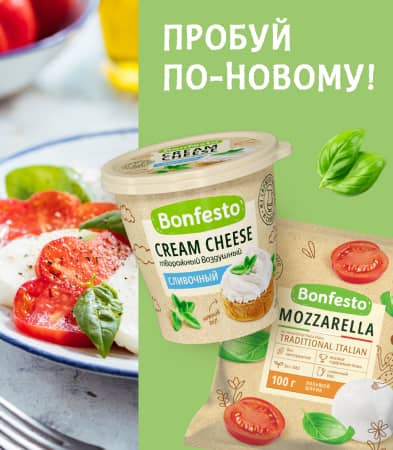 ПРОБУЙ
ПО-НОВОМУ!
Bonfesto
CREAM CHEESE
творожный воздушный
СЛИВОЧНЫЙ
Bonfesto
MOZZARELLA
TRADITIONAL ITALIAN
100 г